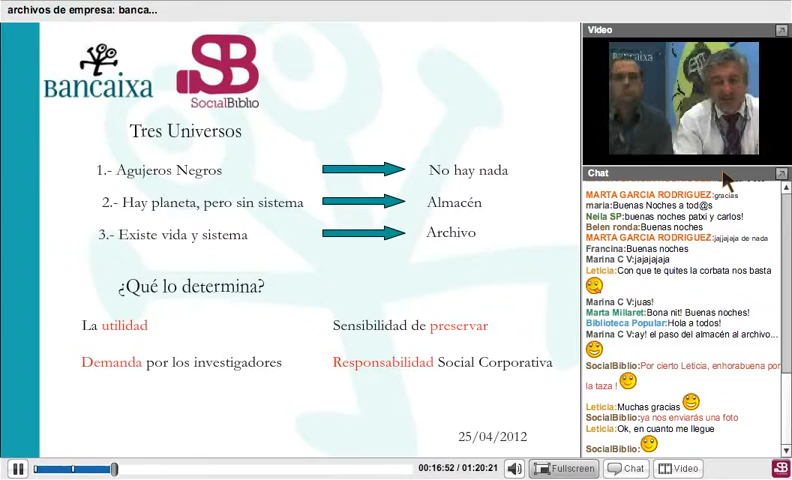 archivos de empresa: banca...
BANCAIXA
SB
SocialBiblio
Tres Universos
1.- Agujeros Negros
No hay nada
2.- Hay planeta, pero sin sistema
Almacén
3.- Existe vida y sistema
Archivo
¿Qué lo determina?
La utilidad
Sensibilidad de preservar
Demanda por los investigadores
Responsabilidad Social Corporativa
25/04/2012
Video
Bancaixa
Chat
MARTA GARCIA RODRIGUEZ:gracias
maria:Buenas Noches a tod@s
Neila SP:buenas noches patxi y carlos!
Belen ronda:Buenas noches
MARTA GARCIA RODRIGUEZ:jajjajaja de nada
Francina:Buenas noches
Marina C V:jajajajaja
Leticia:Con que te quites la corbata nos basta
Marina C V:juas!
Marta Millaret:Bona nit! Buenas noches!
Biblioteca Popular:Hola a todos!
Marina C V:ay! el paso del almacén al archivo...
SocialBiblio:Por cierto Leticia, enhorabuena por
la taza !
Leticia:Muchas gracias
SocialBiblio:ya nos enviarás una foto
Leticia:Ok, en cuanto me llegue
SocialBiblio:
00:16:52 / 01:20:21
Fullscreen
Chat
Video
SB